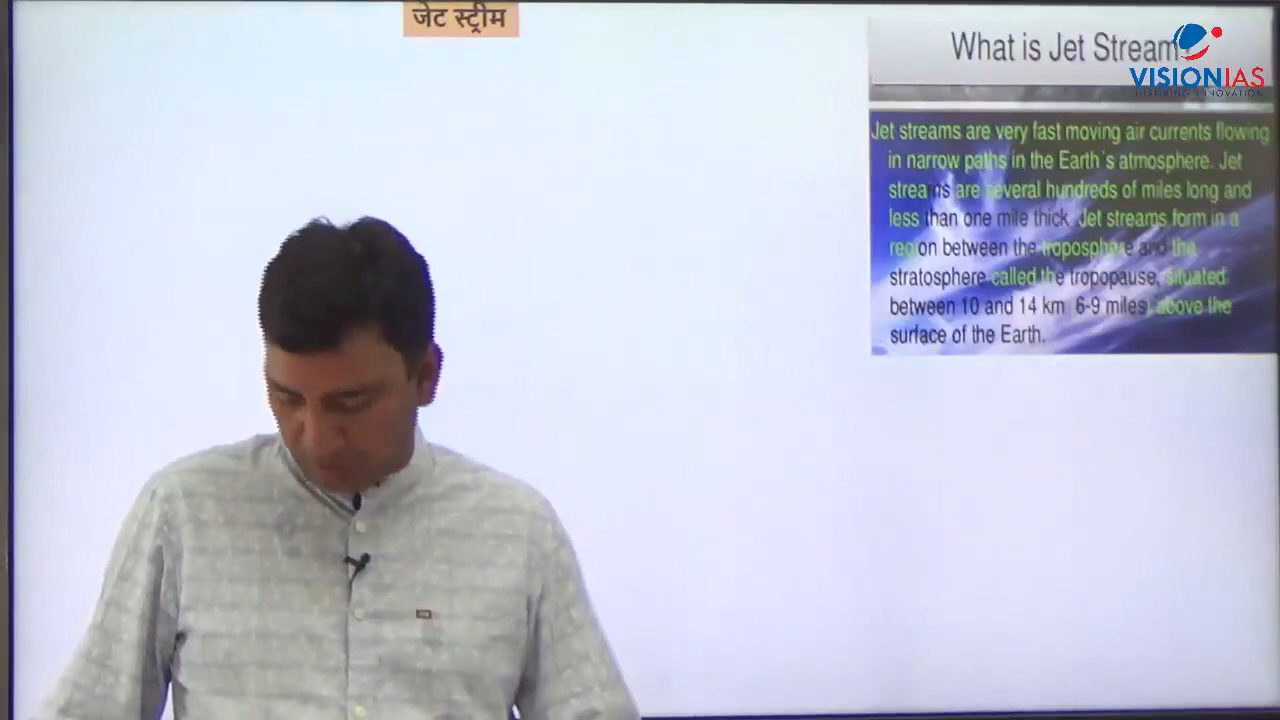 जेट स्ट्रीम
What is Jet Stream
VISIONIAS
INSPIRING INNOVATION
Jet streams are very fast moving air currents flowing
in narrow paths in the Earth`s atmosphere. Jet
streams are several hundreds of miles long and
less than one mile thick. Jet streams form in a
region between the troposphere and the
stratosphere called the tropopause, situated
between 10 and 14 km 6-9 miles above the
surface of the Earth.